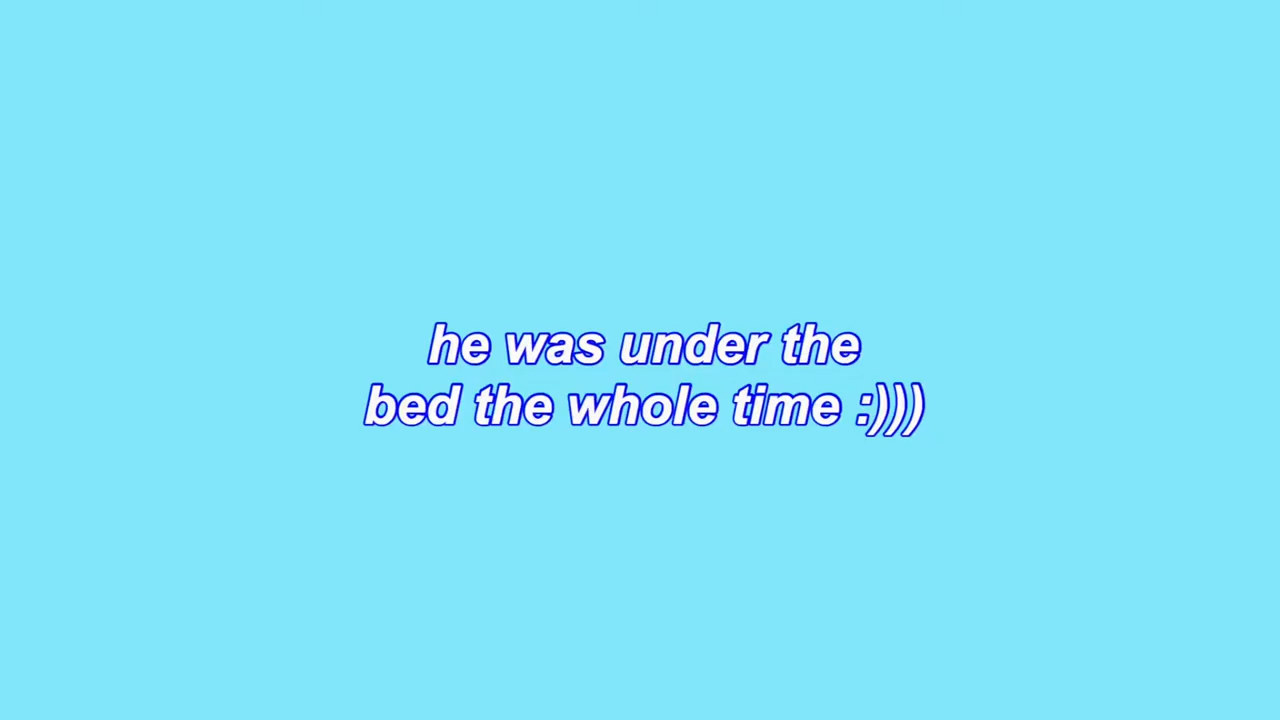 he was under the
bed the whole time :)))